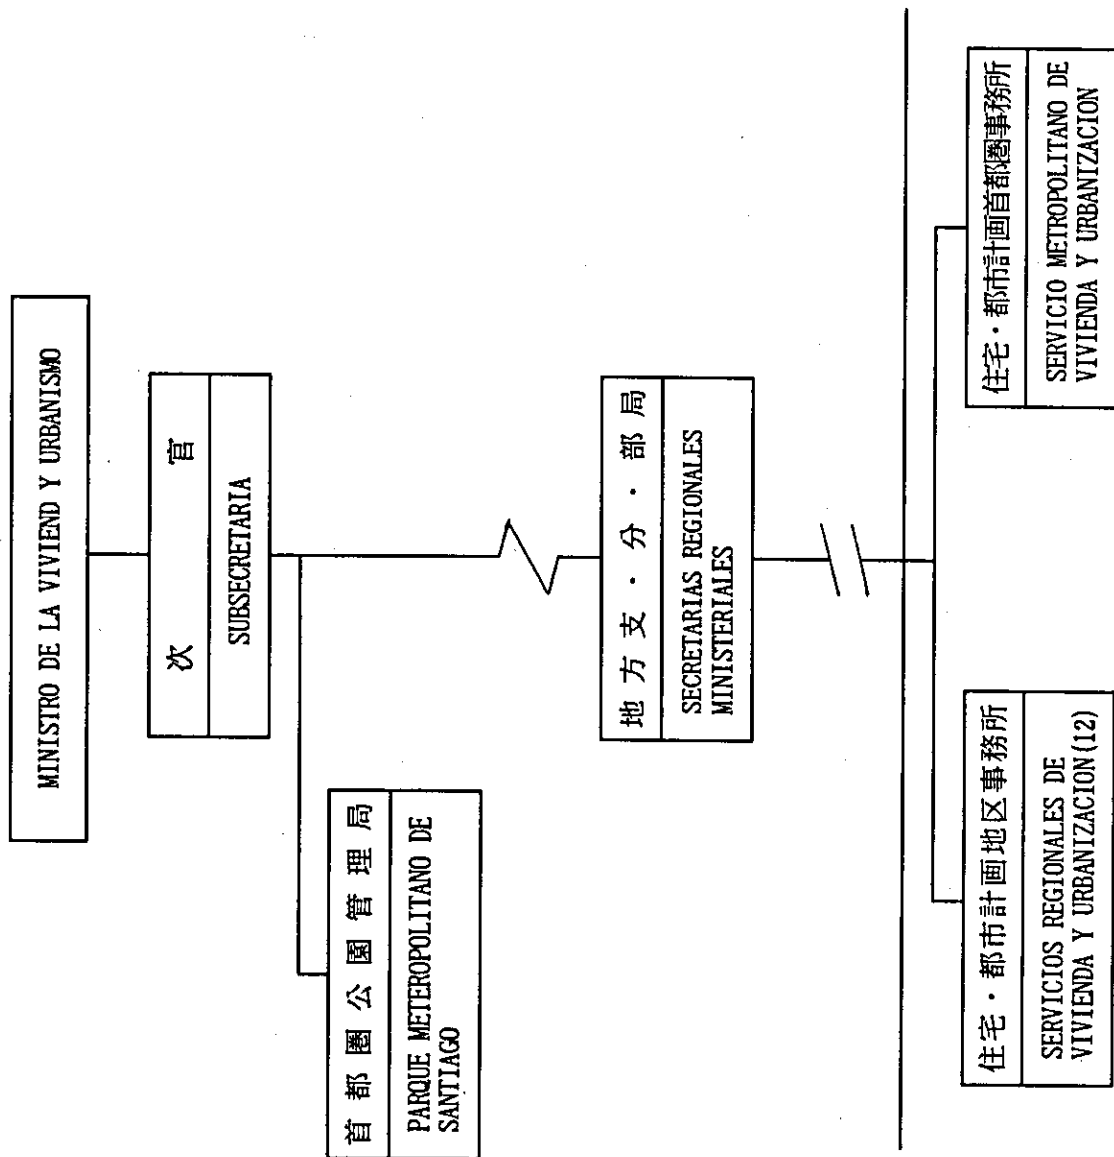 MINISTRO DE LA VIVIEND Y URBANISMO
次 官
SUBSECRETARIA
首都圏公園管理局
PARQUE METEROPOLITANO DE
SANTIAGO
地方支・分・部局
SECRETARIAS REGIONALES
MINISTERIALES
住宅・都市計画地区事務所
SERVICIOS REGIONALES DE
VIVIENDA Y URBANIZACION(12)
住宅・都市計画首都圏事務所
SERVICIO METROPOLITANO DE
VIVIENDA Y URBANIZACION